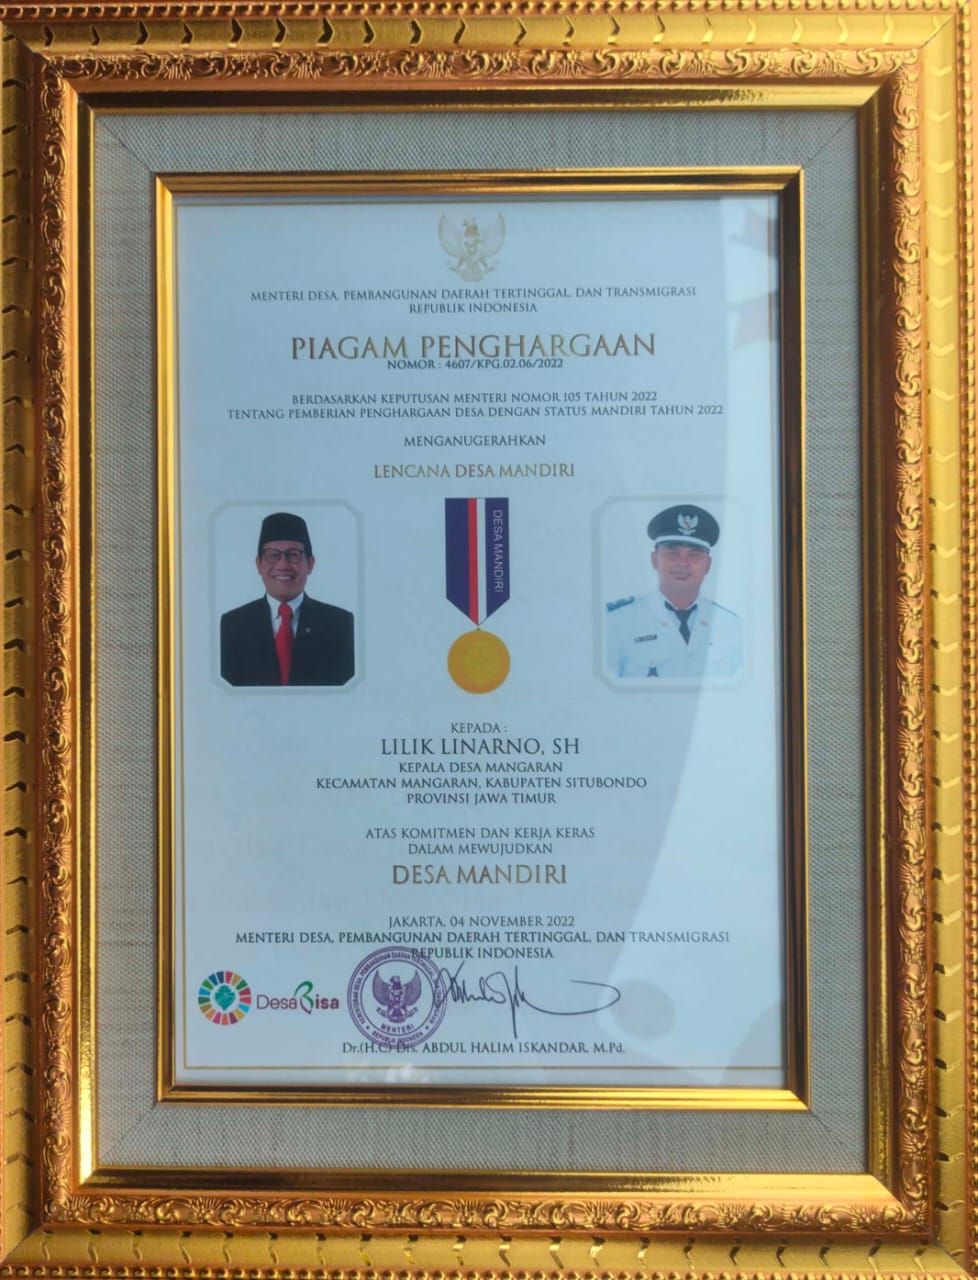 MENTERI DESA, PEMBANGUNAN DAERAH TERTINGGAL, DAN TRANSMIGRASI
REPUBLIK INDONESIA
PIAGAM PENGHARGAAN
NOMOR : 4607/KPG.02.06/2022
BERDASARKAN KEPUTUSAN MENTERI NOMOR 105 TAHUN 2022
TENTANG PEMBERIAN PENGHARGAAN DESA DENGAN STATUS MANDIRI TAHUN 2022
MENGANUGERAHKAN
LENCANA DESA MANDIRI
DESA MANDIRI
KEPADA :
LILIK LINARNO, SH
KEPALA DESA MANGARAN
KECAMATAN MANGARAN, KABUPATEN SITUBONDO
PROVINSI JAWA TIMUR
ATAS KOMITMEN DAN KERJA KERAS
DALAM MEWUJUDKAN
DESA MANDIRI
JAKARTA, 04 NOVEMBER 2022
MENTERI DESA, PEMBANGUNAN DAERAH TERTINGGAL, DAN TRANSMIGRASI
REPUBLIK INDONESIA
DesaBisa
MENTERI
REPUBLIK INDONESIA
Dr.(H.C) Drs. ABDUL HALIM ISKANDAR, M.Pd.